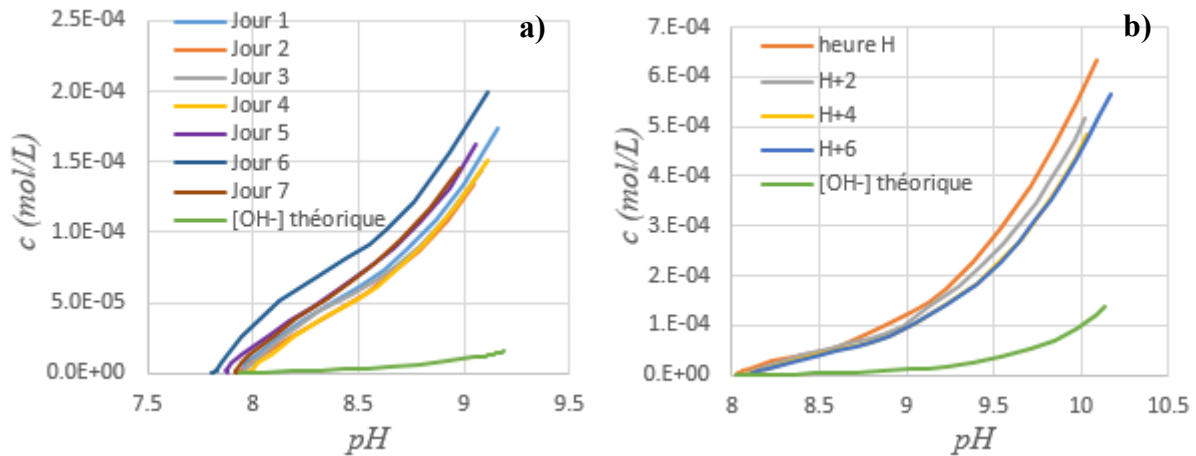 a)
2.5E-04
2.0E-04
1.5E-04
1.0E-04
5.0E-05
0.0E+00
c (mol/L)
Jour 1
Jour 2
Jour 3
Jour 4
Jour 5
Jour 6
Jour 7
[OH-] théorique
7.5 8 8.5 9 9.5
pH
b)
7.E-04
6.E-04
5.E-04
4.E-04
3.E-04
2.E-04
1.E-04
0.E+00
c (mol/L)
heure H
H+2
H+4
H+6
[OH-] théorique
8 8.5 9 9.5 10 10.5
pH